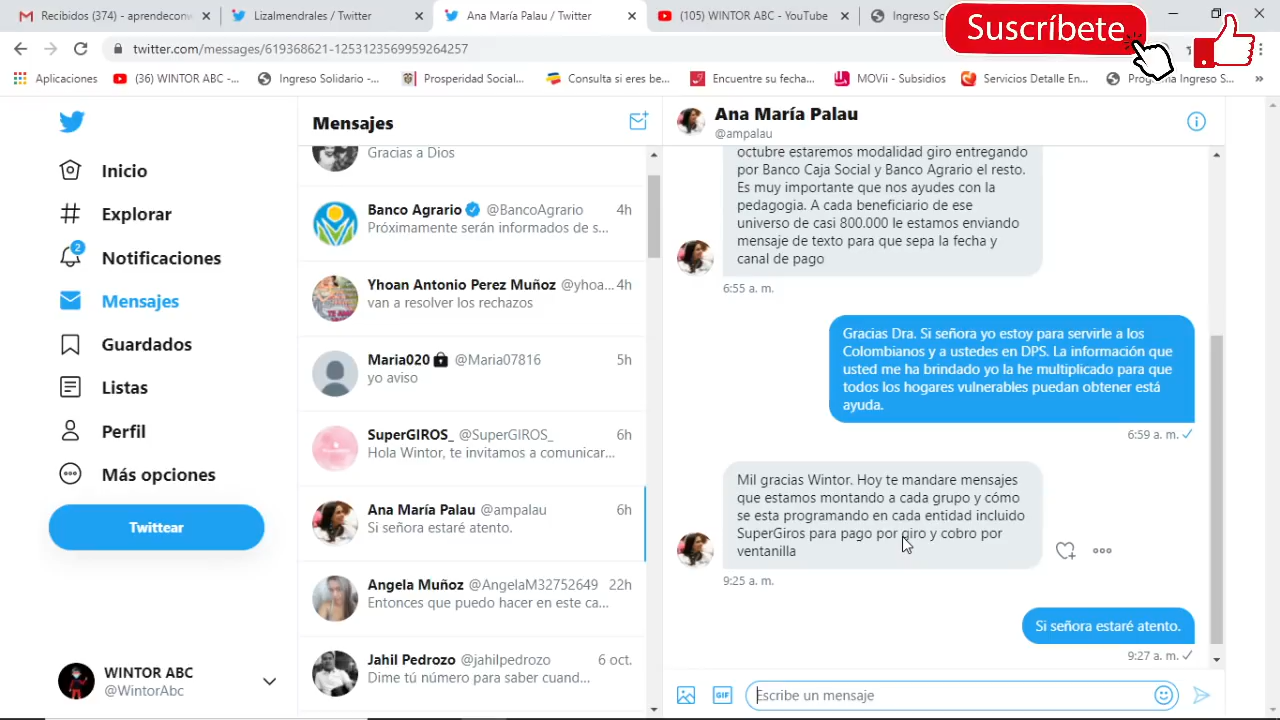 Recibidos (374) - aprendeconv
Lizalmendrales / Twitter
Ana María Palau / Twitter
(105) WINTOR ABC - YouTube
Ingreso So
Suscríbete
twitter.com/messages/619368621-1253123569959264257
Aplicaciones
(36) WINTOR ABC -...
Ingreso Solidario -...
Prosperidad Social...
Consulta si eres be...
Encuentre su fecha...
MOVii - Subsidios
Servicios Detalle En...
Programa Ingreso S...
Inicio
Explorar
2
Notificaciones
Mensajes
Guardados
Listas
Perfil
Más opciones
Twittear
WINTOR ABC
@WintorAbc
Mensajes
Gracias a Dios
Banco Agrario @BancoAgrario 4h
Próximamente serán informados de s...
Yhoan Antonio Perez Muñoz @yhoa... 4h
van a resolver los rechazos
Maria020 @Maria07816 5h
yo aviso
SuperGIROS_ @SuperGIROS_ 6h
Hola Wintor, te invitamos a comunicar...
Ana María Palau @ampalau 6h
Si señora estaré atento.
Angela Muñoz @AngelaM32752649 22h
Entonces que puedo hacer en este ca...
Jahil Pedrozo @jahilpedrozo 6 oct.
Dime tú número para saber cuand...
Ana María Palau
@ampalau
octubre estaremos modalidad giro entregando
por Banco Caja Social y Banco Agrario el resto.
Es muy importante que nos ayudes con la
pedagogia. A cada beneficiario de ese
universo de casi 800.000 le estamos enviando
mensaje de texto para que sepa la fecha y
canal de pago
6:55 a. m.
Gracias Dra. Si señora yo estoy para servirle a los
Colombianos y a ustedes en DPS. La información que
usted me ha brindado yo la he multiplicado para que
todos los hogares vulnerables puedan obtener está
ayuda.
6:59 a. m.
Mil gracias Wintor. Hoy te mandare mensajes
que estamos montando a cada grupo y cómo
se esta programando en cada entidad incluido
SuperGiros para pago por giro y cobro por
ventanilla
9:25 a. m.
Si señora estaré atento.
9:27 a. m.
GIF
Escribe un mensaje